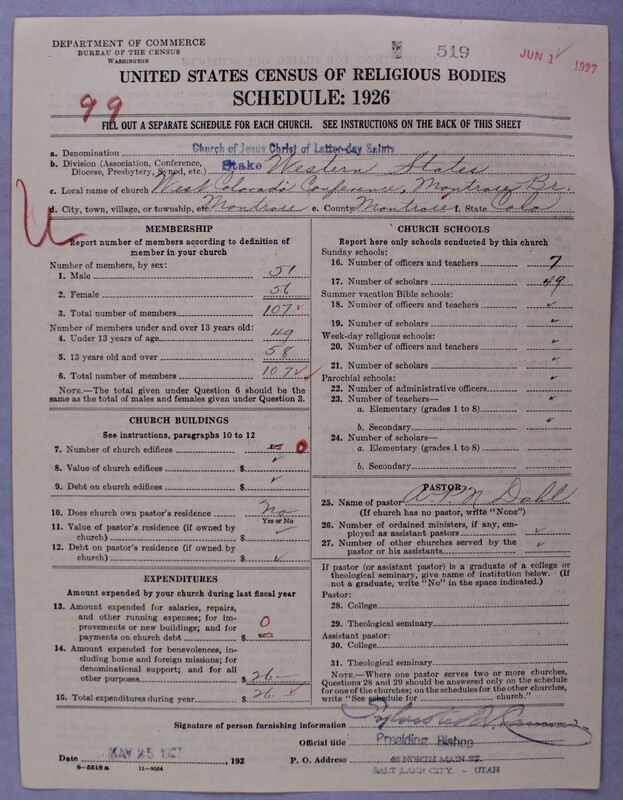 DEPARTMENT OF COMMERCE
BUREAU OF THE CENSUS
WASHINGTON
519
JUN 1 1927
UNITED STATES CENSUS OF RELIGIOUS BODIES
SCHEDULE: 1926
99
FILL OUT A SEPARATE SCHEDULE FOR EACH CHURCH. SEE INSTRUCTIONS ON THE BACK OF THIS SHEET
a. Denomination Church of Jesus Christ of Latter-day Saints
b. Division (Association, Conference, Diocese, Presbytery, Synod, etc.) Stake Western States
c. Local name of church West Colorado Conference, Montrose Br.
d. City, town, village, or township, etc. Montrose e. County Montrose f. State Colo
MEMBERSHIP
Report number of members according to definition of member in your church
Number of members, by sex:
1. Male 51
2. Female 56
3. Total number of members 107
Number of members under and over 13 years old:
4. Under 13 years of age 49
5. 13 years old and over 58
6. Total number of members 107
NOTE.—The total given under Question 6 should be the same as the total of males and females given under Question 3.
CHURCH BUILDINGS
See instructions, paragraphs 10 to 12
7. Number of church edifices 0
8. Value of church edifices $
9. Debt on church edifices $
10. Does church own pastor's residence No
Yes or No
11. Value of pastor's residence (if owned by church) $
12. Debt on pastor's residence (if owned by church) $
EXPENDITURES
Amount expended by your church during last fiscal year
13. Amount expended for salaries, repairs, and other running expenses; for improvements or new buildings; and for payments on church debt $ 0
14. Amount expended for benevolences, including home and foreign missions; for denominational support; and for all other purposes $ 26—
15. Total expenditures during year $ 26
CHURCH SCHOOLS
Report here only schools conducted by this church
Sunday schools:
16. Number of officers and teachers 7
17. Number of scholars 49
Summer vacation Bible schools:
18. Number of officers and teachers
19. Number of scholars
Week-day religious schools:
20. Number of officers and teachers
21. Number of scholars
Parochial schools:
22. Number of administrative officers
23. Number of teachers—
a. Elementary (grades 1 to 8)
b. Secondary
24. Number of scholars—
a. Elementary (grades 1 to 8)
b. Secondary
PASTOR
25. Name of pastor Dahl
(If church has no pastor, write "None")
26. Number of ordained ministers, if any, employed as assistant pastors
27. Number of other churches served by the pastor or his assistants
If pastor (or assistant pastor) is a graduate of a college or theological seminary, give name of institution below. (If not a graduate, write "No" in the space indicated.)
Pastor:
28. College
29. Theological seminary
Assistant pastor:
30. College
31. Theological seminary
NOTE.—Where one pastor serves two or more churches, Questions 28 and 29 should be answered only on the schedule for one of the churches; on the schedules for the other churches, write "See schedule for church."
Signature of person furnishing information
Official title Presiding Bishop
Date MAY 25 1927, 192 P. O. Address 40 NORTH MAIN ST.
SALT LAKE CITY. - UTAH
8—5518a 11—9084